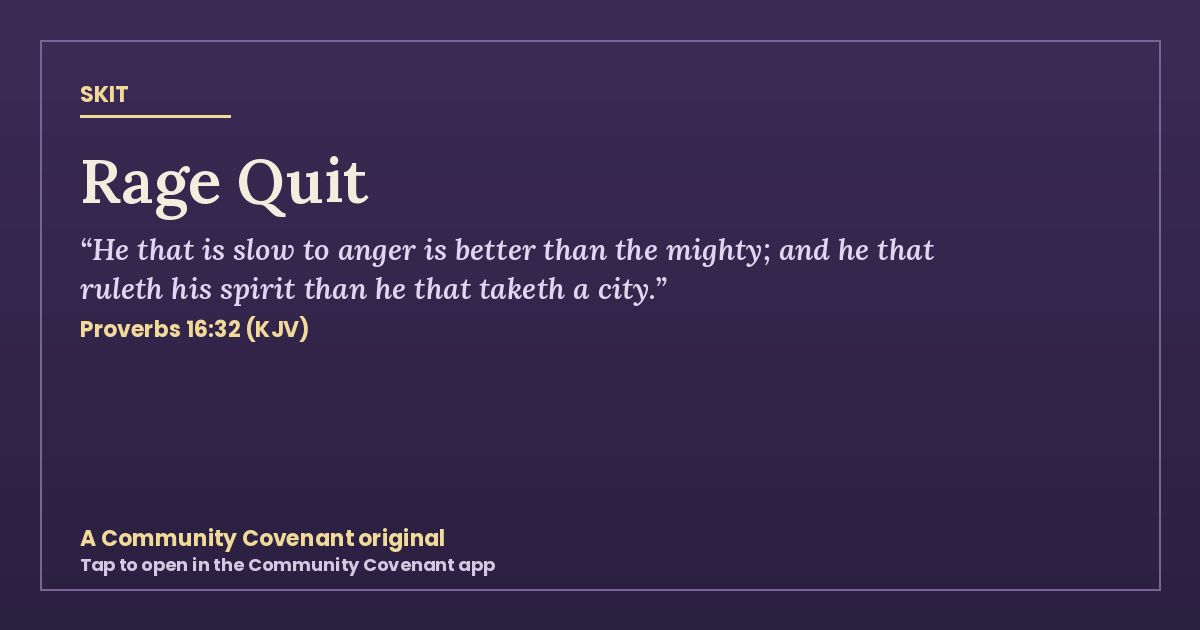 SKIT
Rage Quit
“He that is slow to anger is better than the mighty; and he that
ruleth his spirit than he that taketh a city.”
Proverbs 16:32 (KJV)
A Community Covenant original
Tap to open in the Community Covenant app